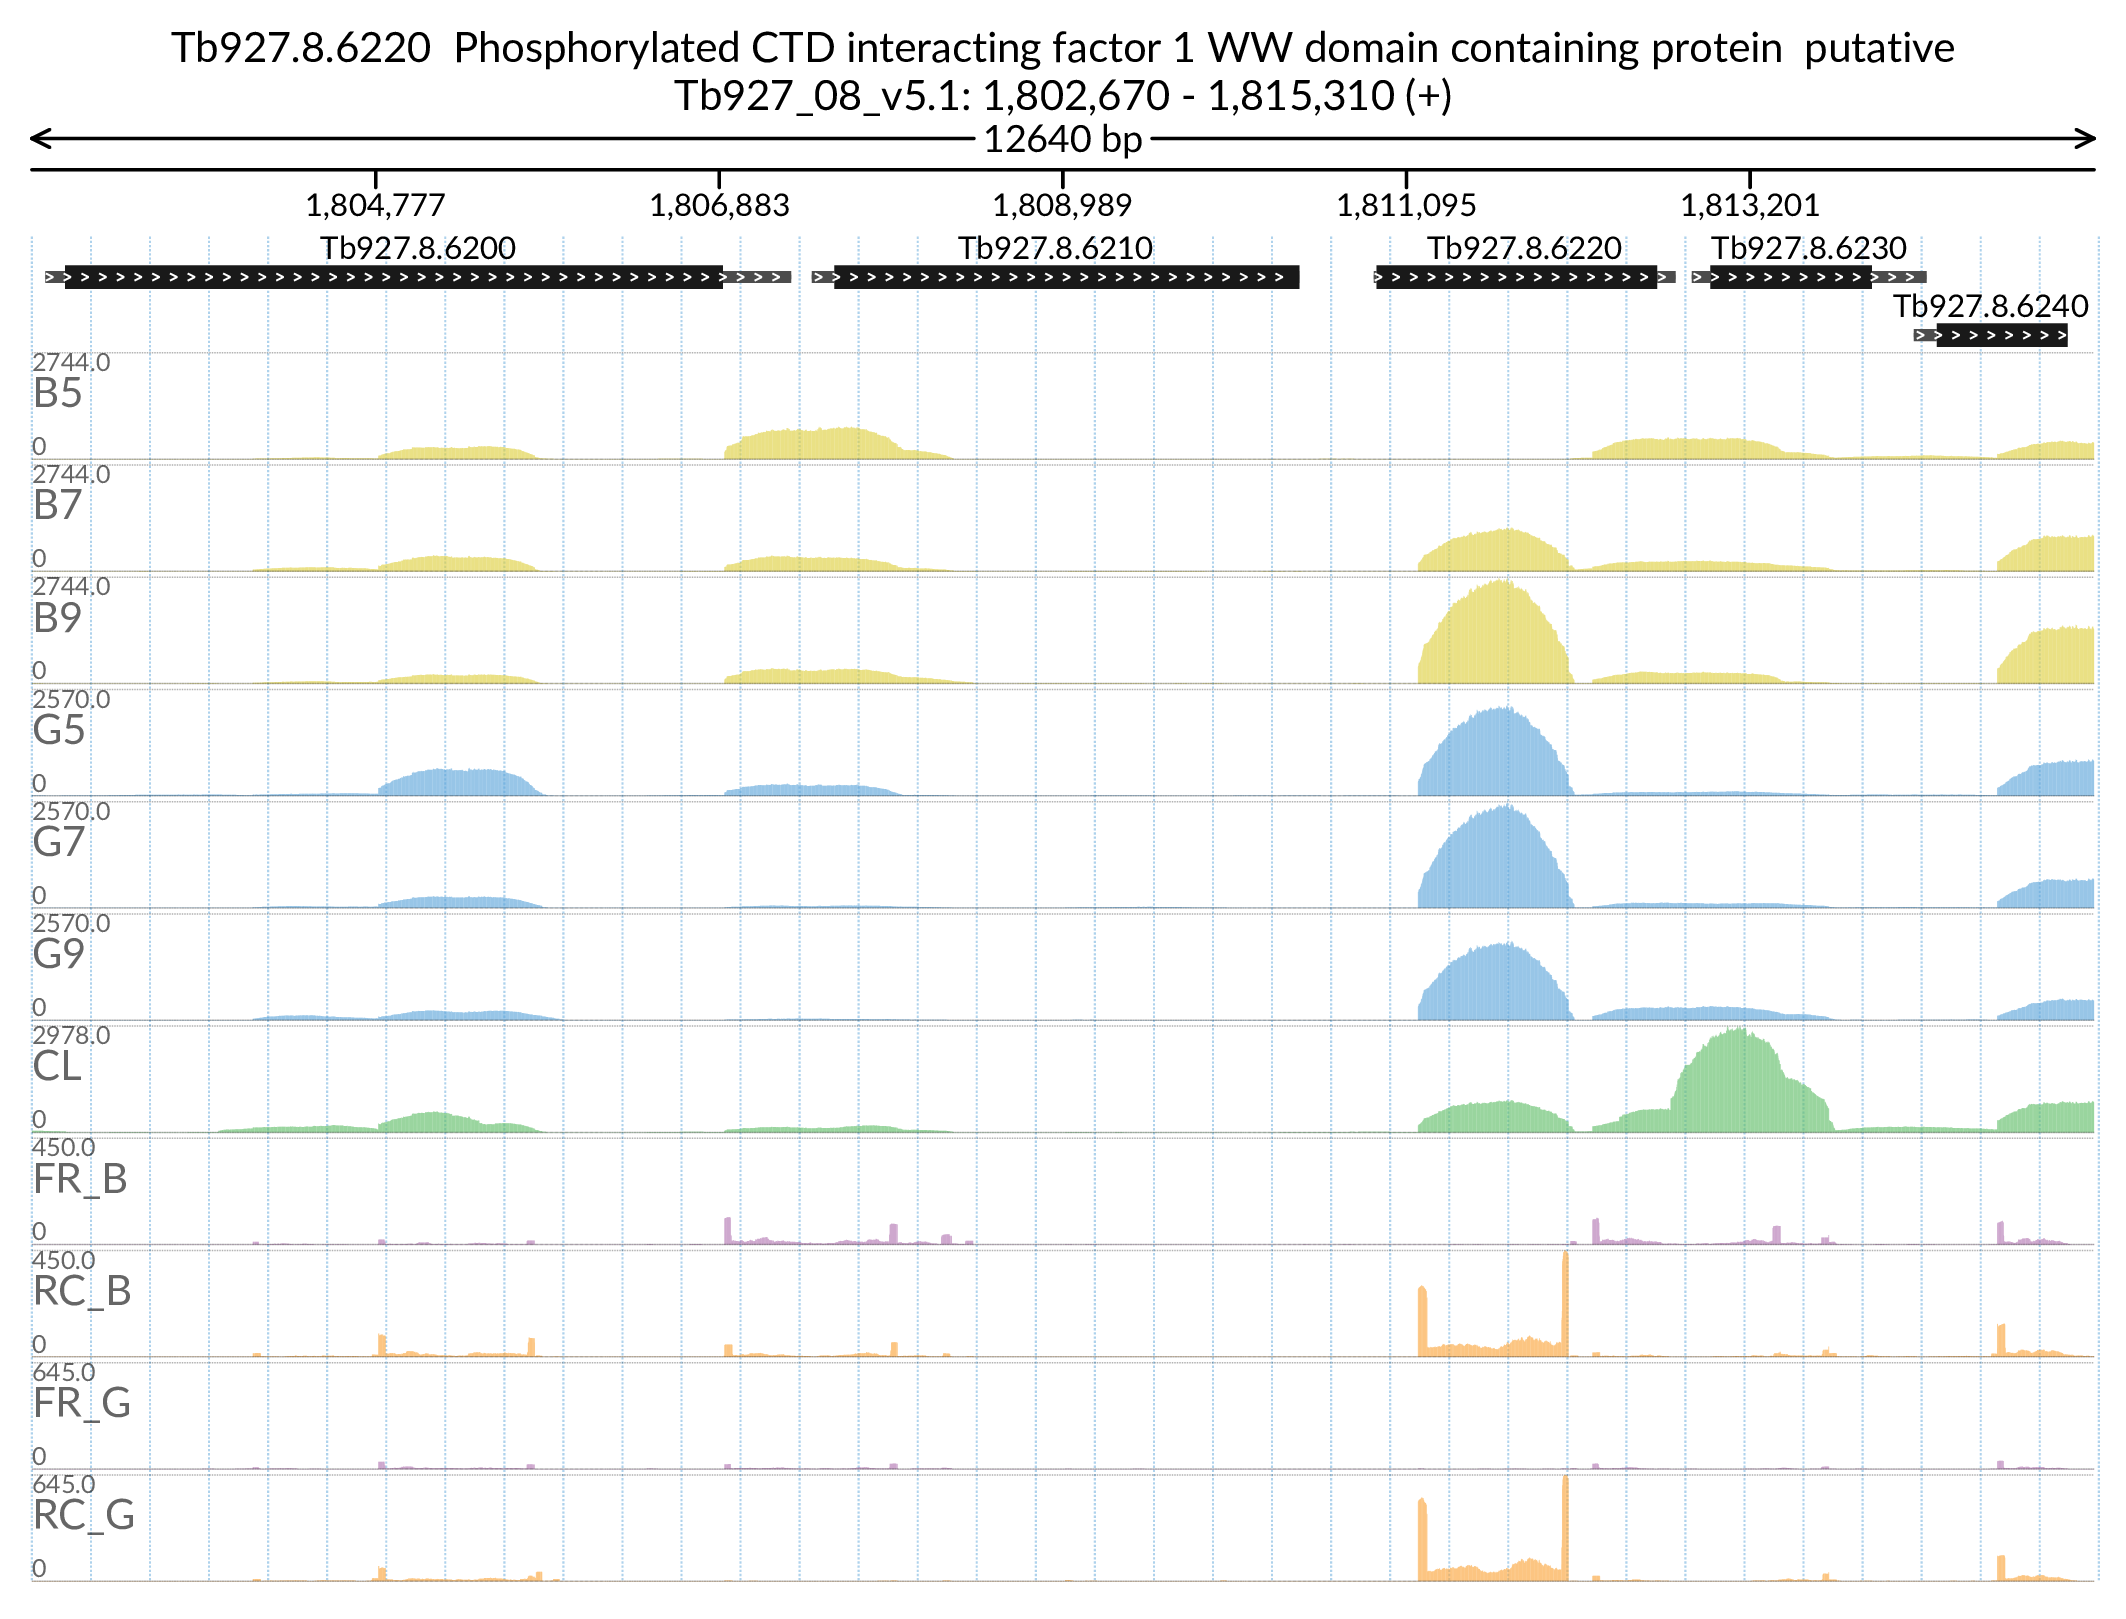 Tb927.8.6220  Phosphorylated CTD interacting factor 1 WW domain containing protein  putative
Tb927_08_v5.1: 1,802,670 - 1,815,310 (+)
12640 bp
1,804,777 1,806,883 1,808,989 1,811,095 1,813,201
Tb927.8.6200 Tb927.8.6210 Tb927.8.6220 Tb927.8.6230
Tb927.8.6240
2744.0
B5
0
2744.0
B7
0
2744.0
B9
0
2570.0
G5
0
2570.0
G7
0
2570.0
G9
0
2978.0
CL
0
450.0
FR_B
0
450.0
RC_B
0
645.0
FR_G
0
645.0
RC_G
0